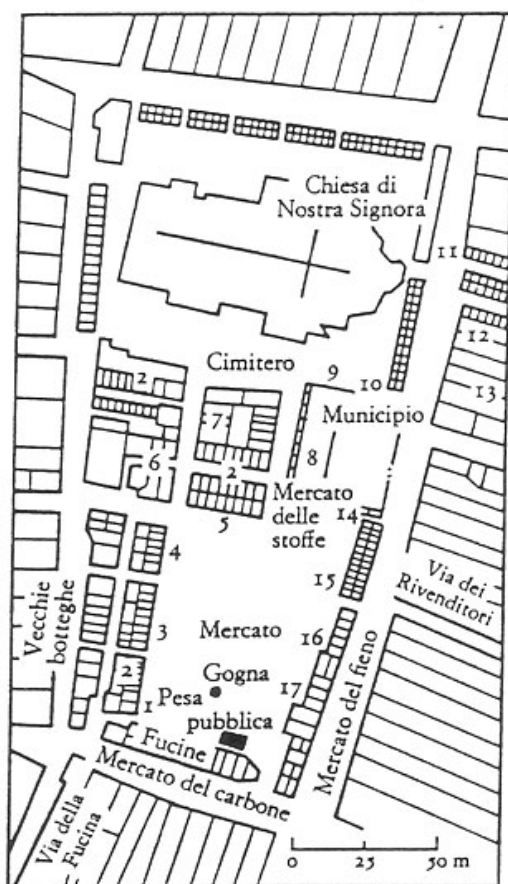 Chiesa di
Nostra Signora
11
2
Cimitero
9
10
12
13
7
Municipio
6
2
8
5
Mercato
delle
stoffe
14
4
15
Via dei
Rivenditori
Vecchie
botteghe
3
Mercato
16
2
Gogna
17
1
Pesa
pubblica
Mercato del fieno
Fucine
Mercato del carbone
Via della
Fucina
0 25 50 m